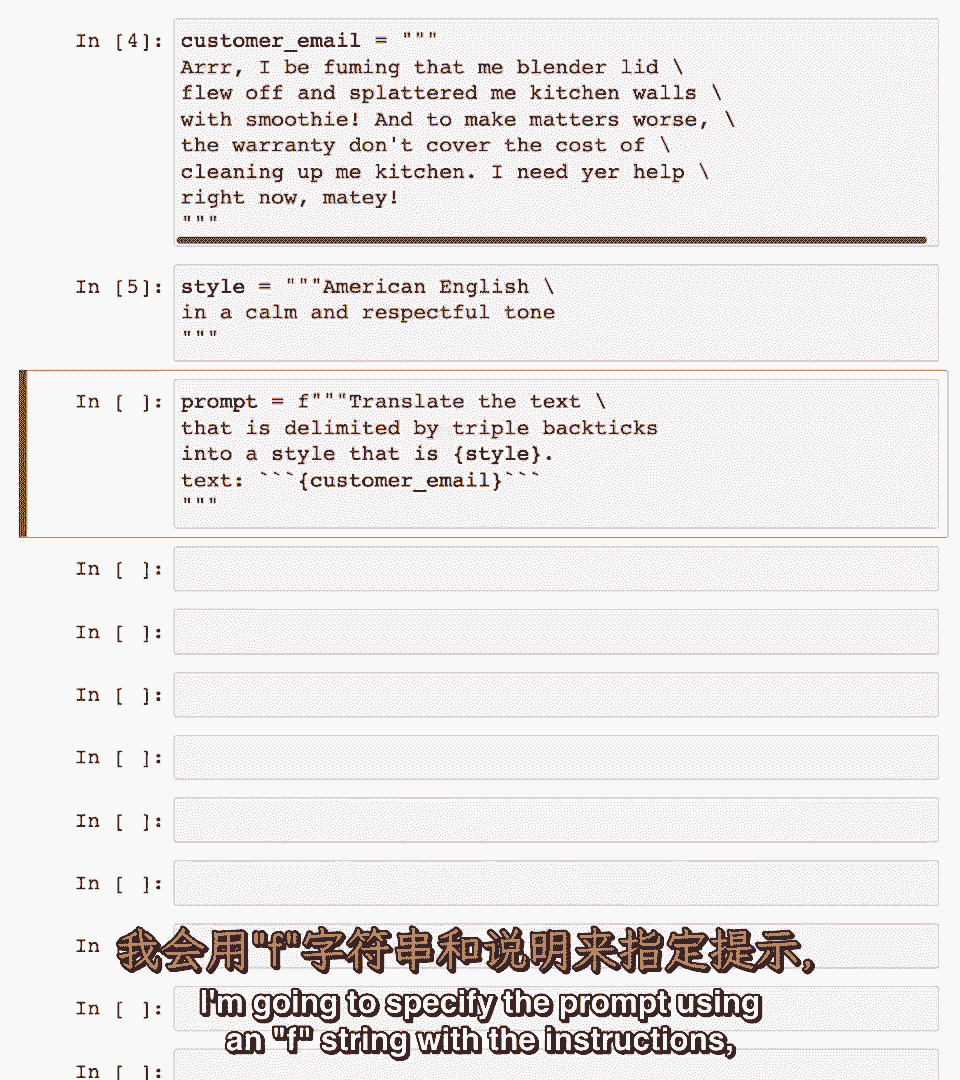 In [4]: customer_email = """
Arrr, I be fuming that me blender lid \
flew off and splattered me kitchen walls \
with smoothie! And to make matters worse, \
the warranty don't cover the cost of \
cleaning up me kitchen. I need yer help \
right now, matey!
"""
In [5]: style = """American English \
in a calm and respectful tone
"""
In [ ]: prompt = f"""Translate the text \
that is delimited by triple backticks
into a style that is {style}.
text: ```{customer_email}```
"""
In [ ]:
In [ ]:
In [ ]:
In [ ]:
In [ ]:
In [ ]:
In
我会用"f"字符串和说明来指定提示,
In [ ]:
I'm going to specify the prompt using
an "f" string with the instructions,
In [ ]: